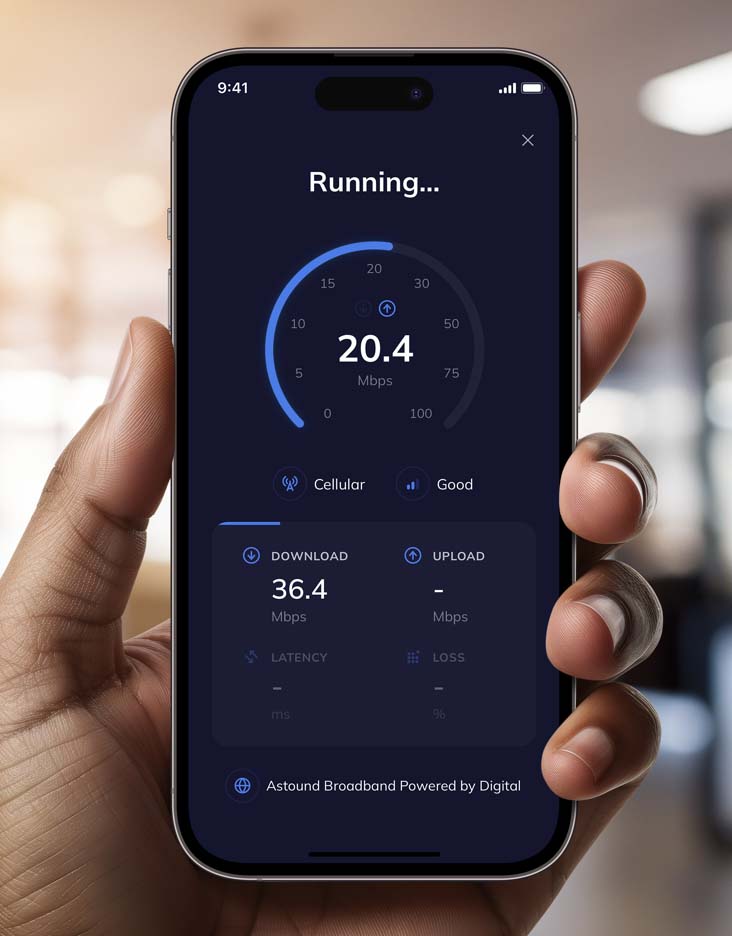 9:41
Running...
20
15 30
10 50
20.4
5 75
Mbps
0 100
Cellular Good
DOWNLOAD UPLOAD
36.4 -
Mbps Mbps
LATENCY LOSS
- -
ms %
Astound Broadband Powered by Digital